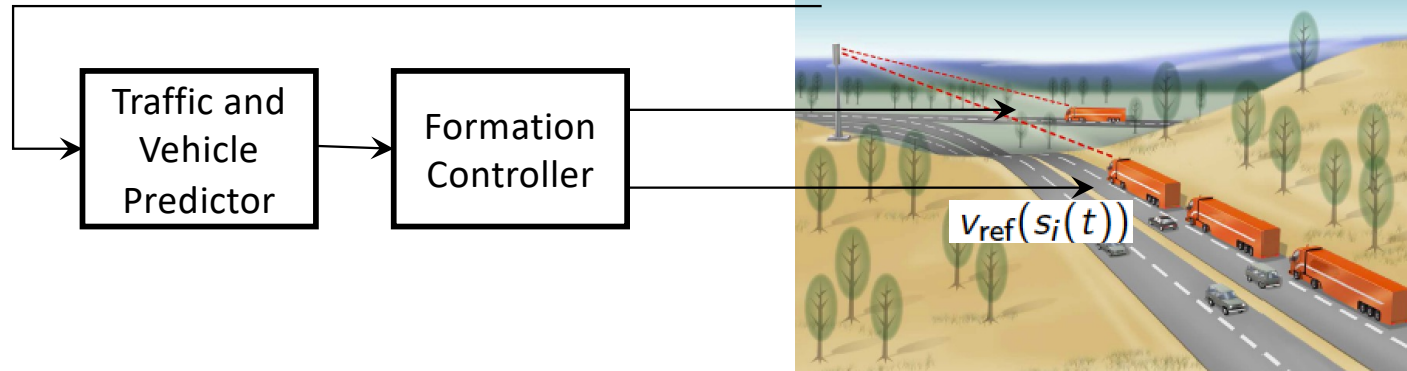 Traffic and
Vehicle
Predictor
Formation
Controller
v_ref(s_i(t))